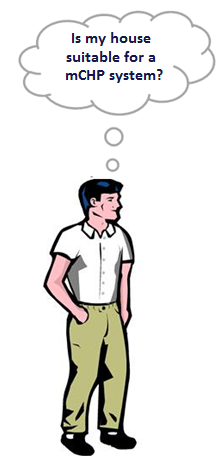 Is my house
suitable for a
mCHP system?